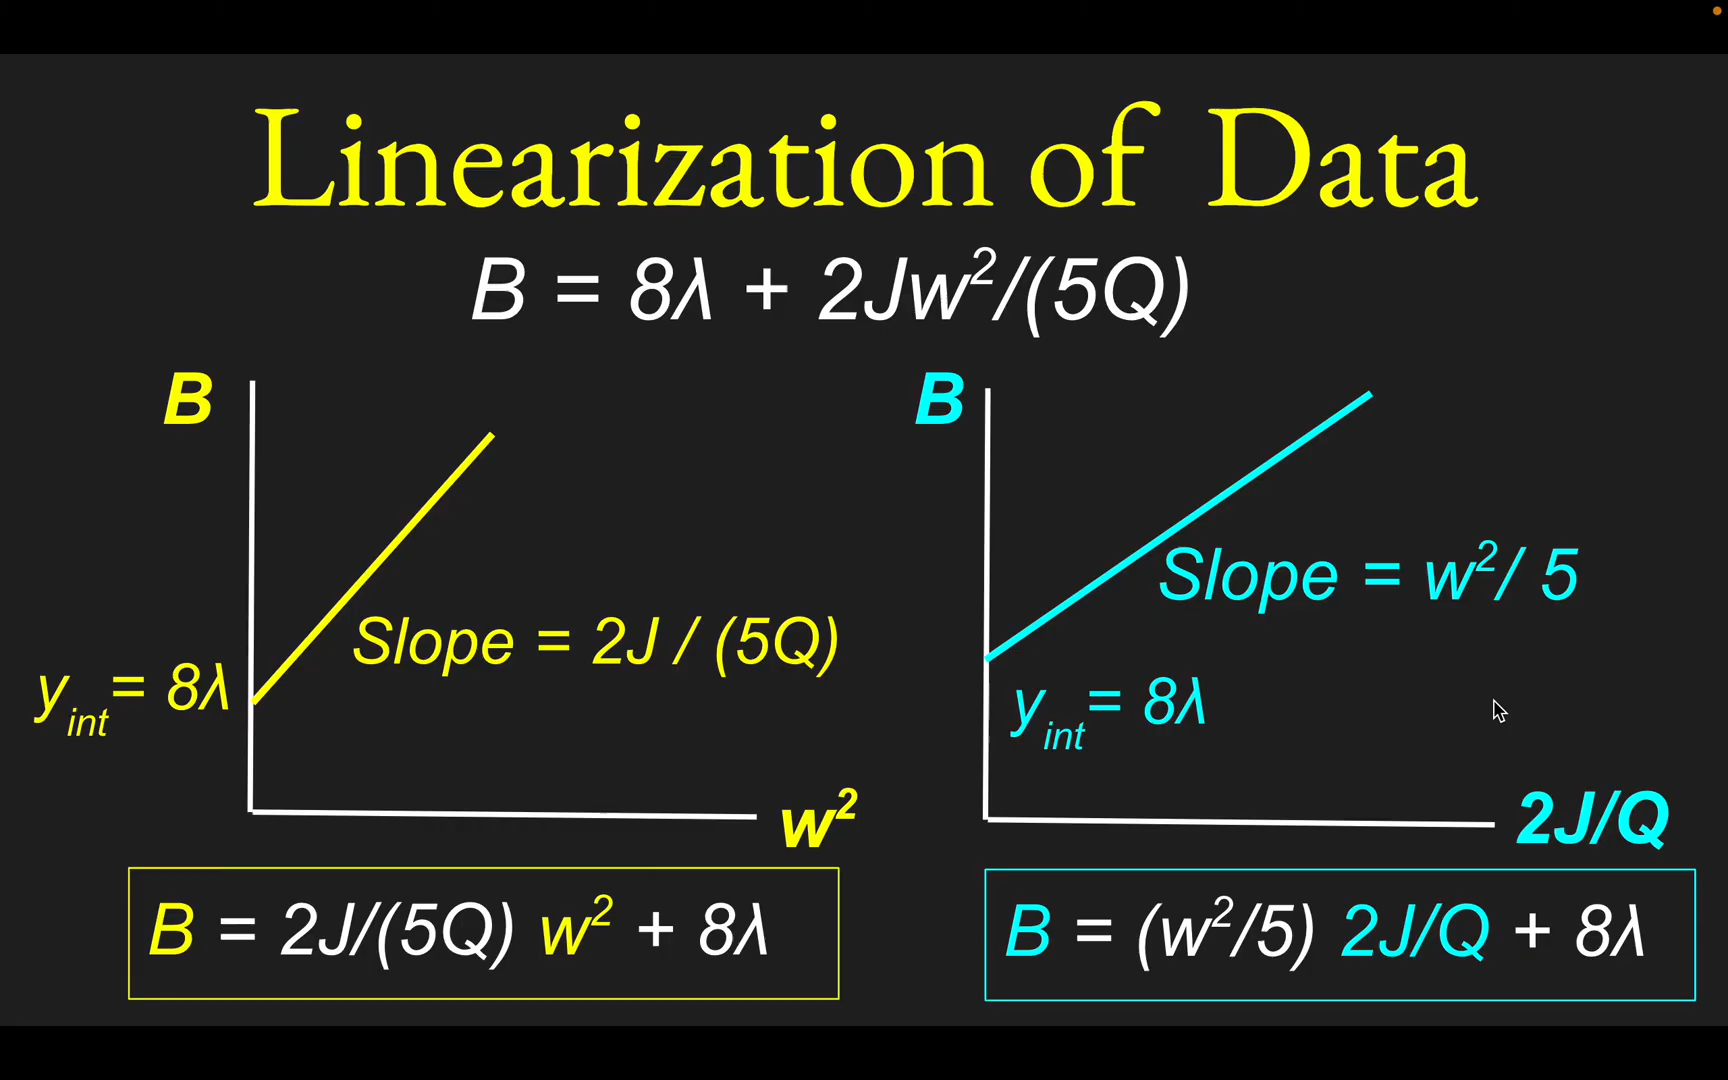 Linearization of Data
B = 8λ + 2Jw²/(5Q)
B
Slope = 2J / (5Q)
y_int = 8λ
w²
B = 2J/(5Q) w² + 8λ
B
Slope = w²/ 5
y_int = 8λ
2J/Q
B = (w²/5) 2J/Q + 8λ